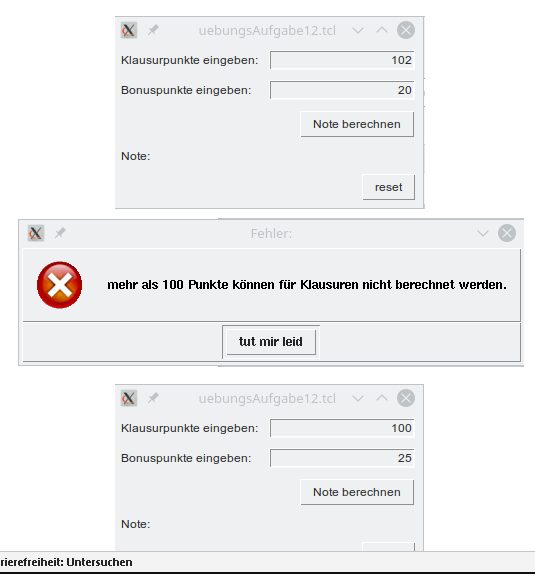 uebungsAufgabe12.tcl
Klausurpunkte eingeben: 102
Bonuspunkte eingeben: 20
Note berechnen
Note:
reset
Fehler:
mehr als 100 Punkte können für Klausuren nicht berechnet werden.
tut mir leid
uebungsAufgabe12.tcl
Klausurpunkte eingeben: 100
Bonuspunkte eingeben: 25
Note berechnen
Note:
rierefreiheit: Untersuchen